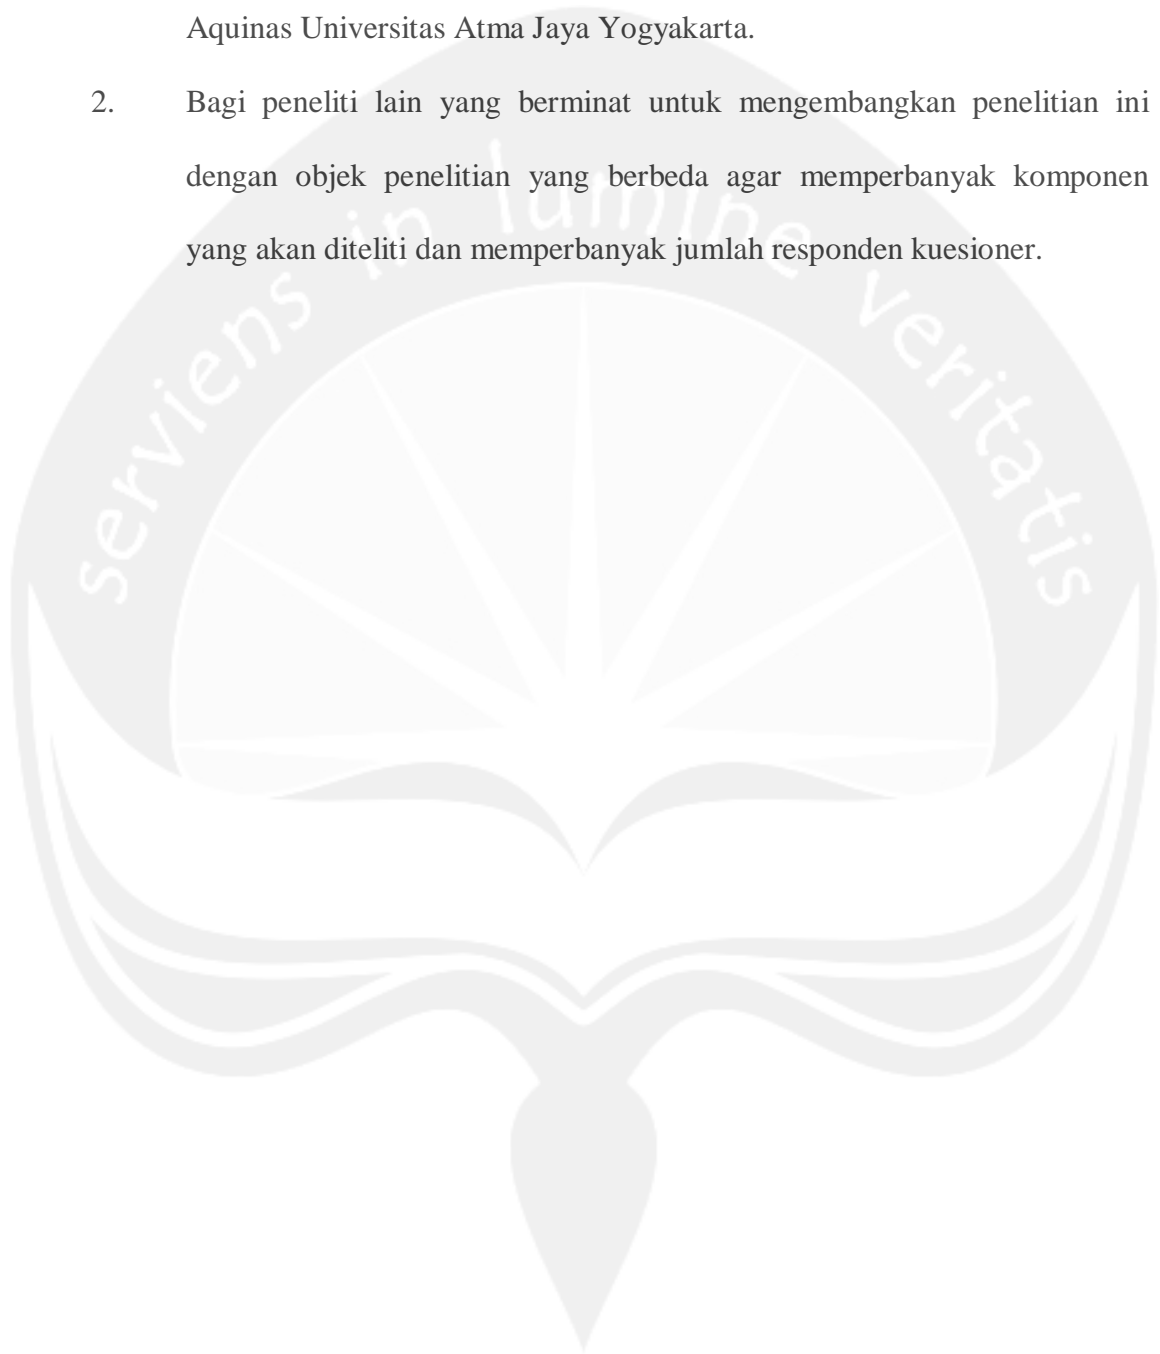 Aquinas Universitas Atma Jaya Yogyakarta.
2. Bagi peneliti lain yang berminat untuk mengembangkan penelitian ini
dengan objek penelitian yang berbeda agar memperbanyak komponen
yang akan diteliti dan memperbanyak jumlah responden kuesioner.
serviens in lumine veritatis